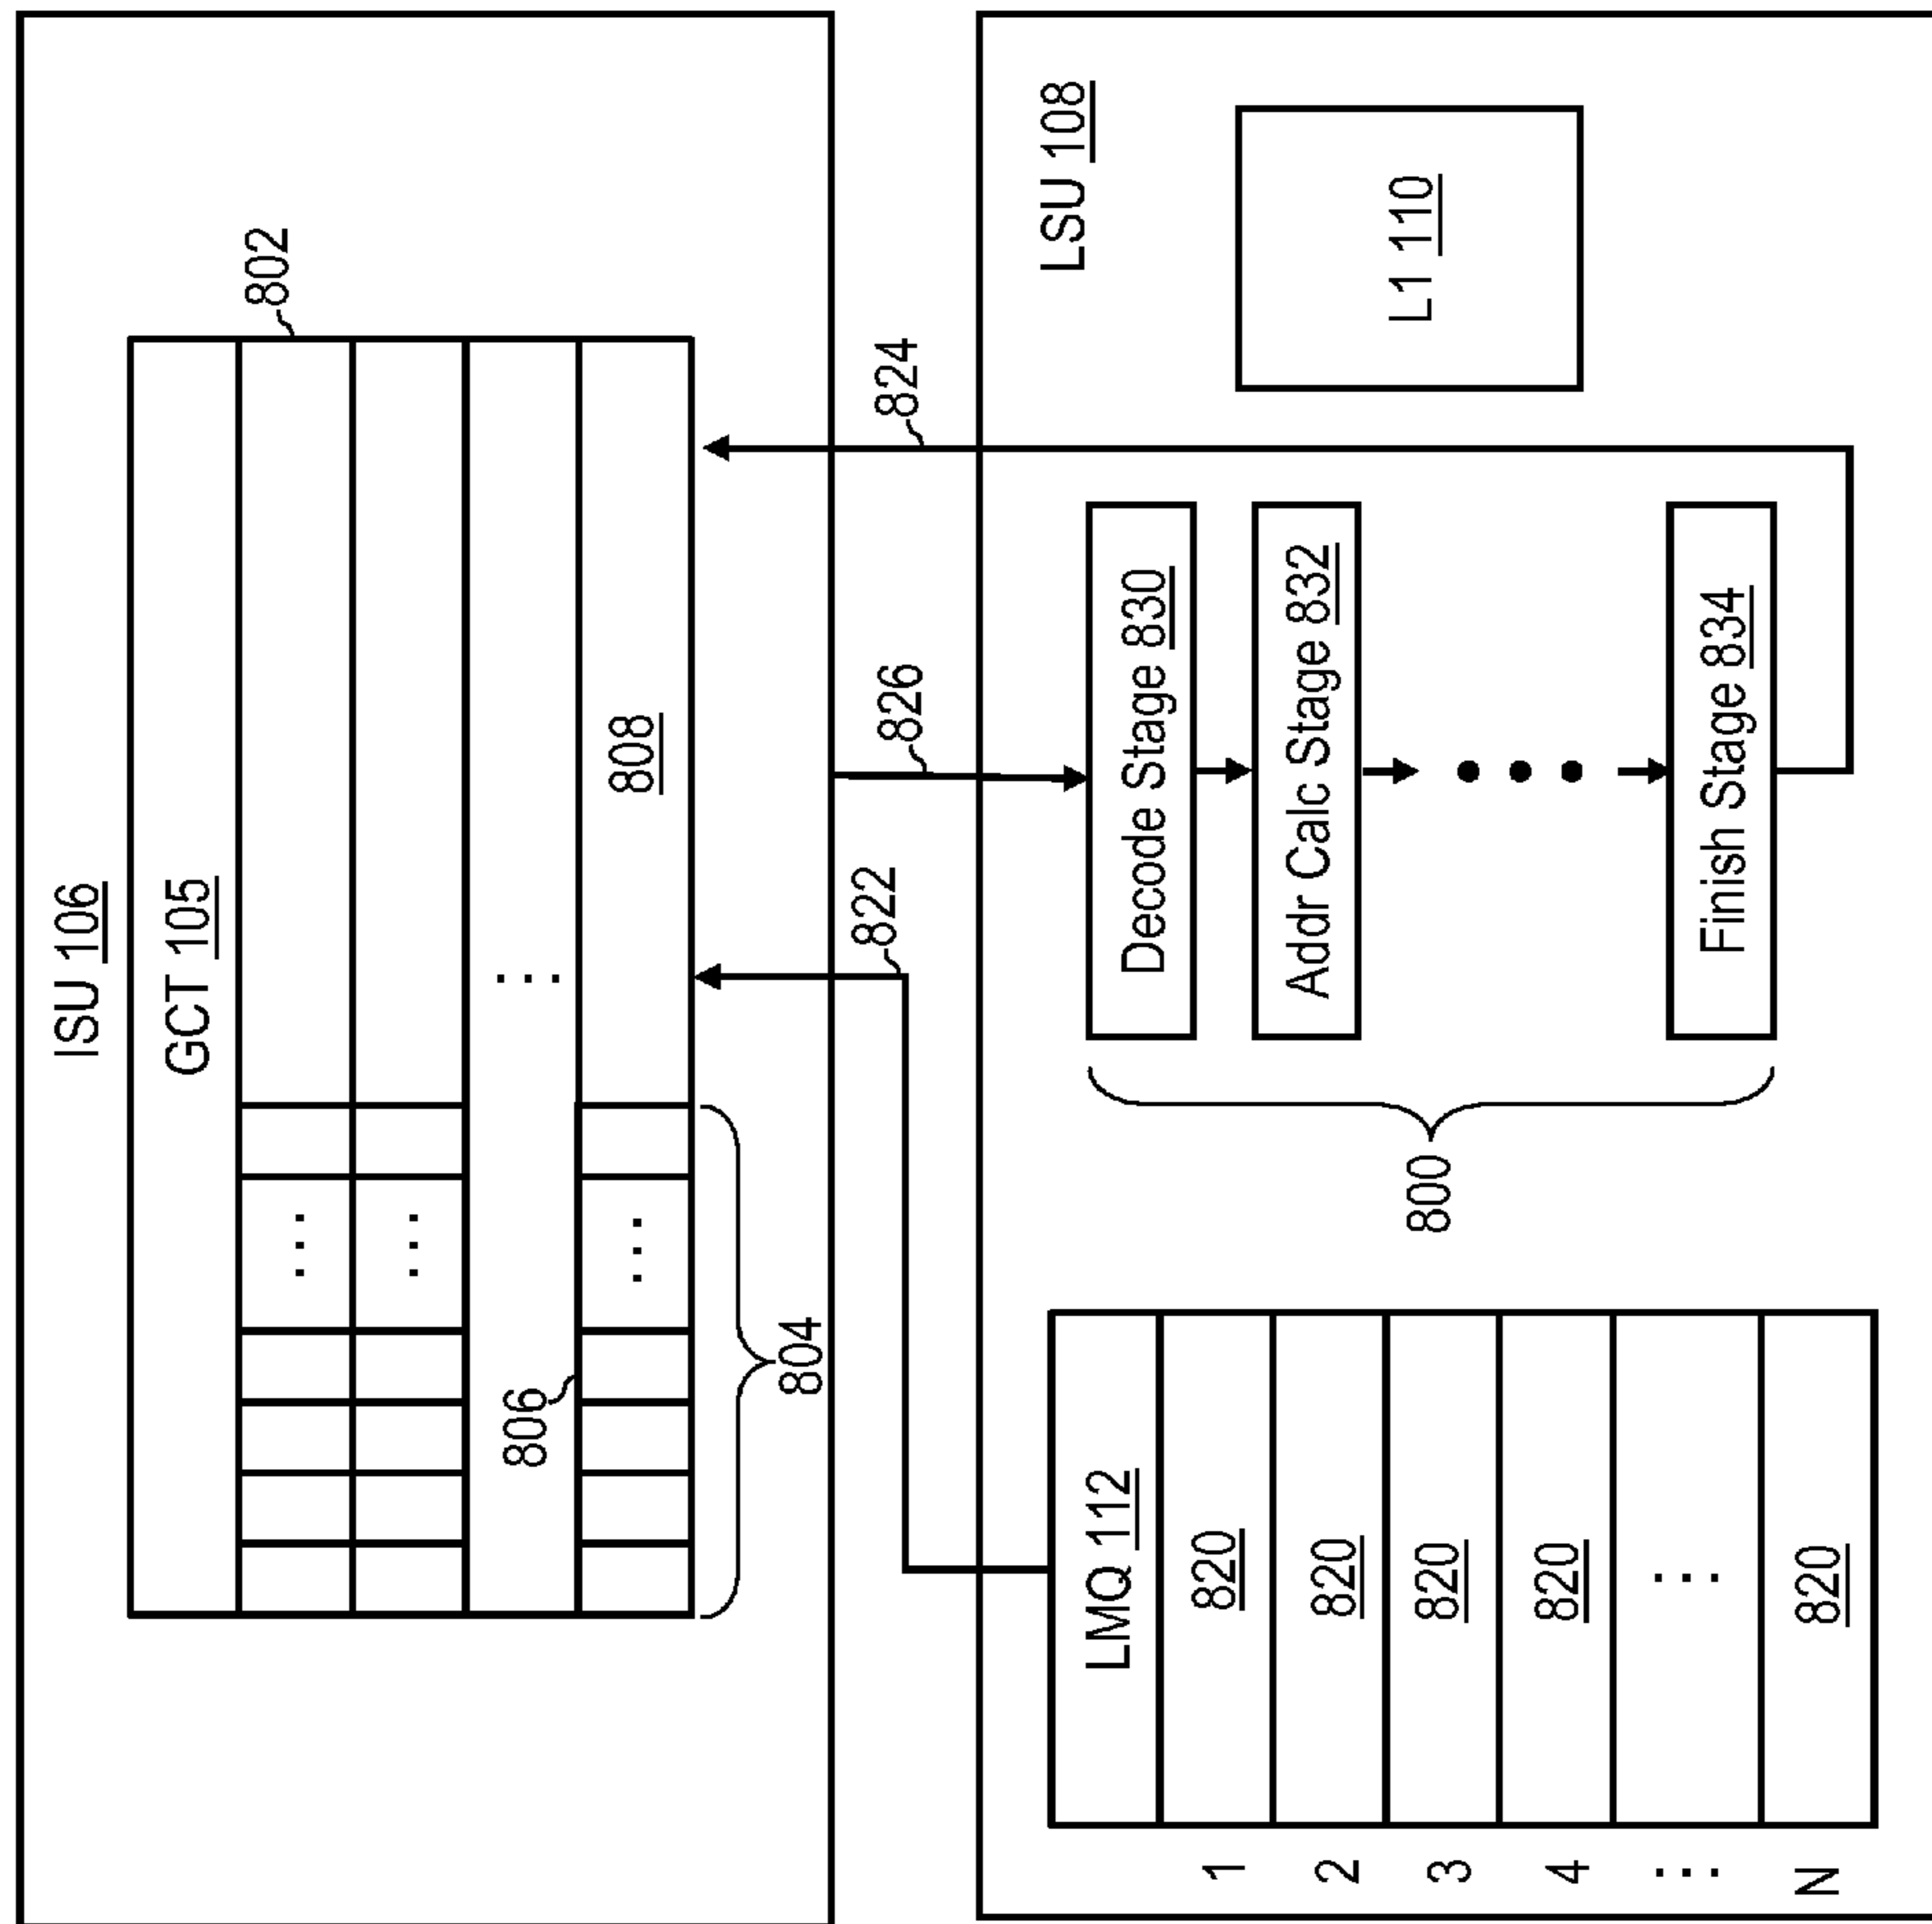 ISU 106
GCT 105
802
...
...
...
...
806
808
804
822
826
824
LSU 108
LMQ 112
1 820
2 820
3 820
4 820
... ...
N 820
800
Decode Stage 830
Addr Calc Stage 832
Finish Stage 834
L1 110